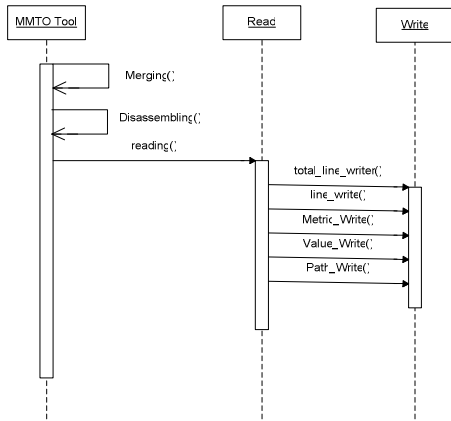 MMTO Tool
Read
Write
Merging()
Disassembling()
reading()
total_line_writer()
line_write()
Metric_Write()
Value_Write()
Path_Write()